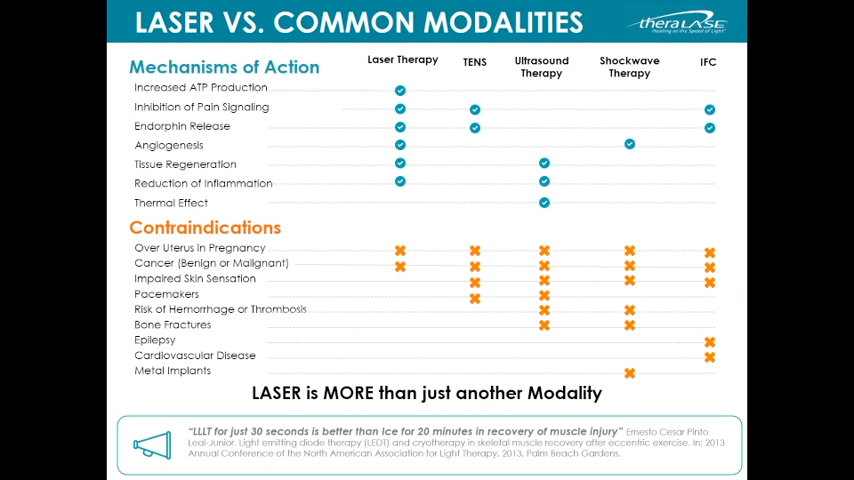 LASER VS. COMMON MODALITIES
theraLASE
Healing at the Speed of Light
Mechanisms of Action
Laser Therapy
TENS
Ultrasound
Therapy
Shockwave
Therapy
IFC
Increased ATP Production
Inhibition of Pain Signaling
Endorphin Release
Angiogenesis
Tissue Regeneration
Reduction of Inflammation
Thermal Effect
Contraindications
Over Uterus in Pregnancy
Cancer (Benign or Malignant)
Impaired Skin Sensation
Pacemakers
Risk of Hemorrhage or Thrombosis
Bone Fractures
Epilepsy
Cardiovascular Disease
Metal Implants
LASER is MORE than just another Modality
“LLLT for just 30 seconds is better than Ice for 20 minutes in recovery of muscle injury” Ernesto Cesar Pinto
Leal-Junior. Light emitting diode therapy (LEDT) and cryotherapy in skeletal muscle recovery after eccentric exercise. In: 2013
Annual Conference of the North American Association for Light Therapy, 2013, Palm Beach Gardens.